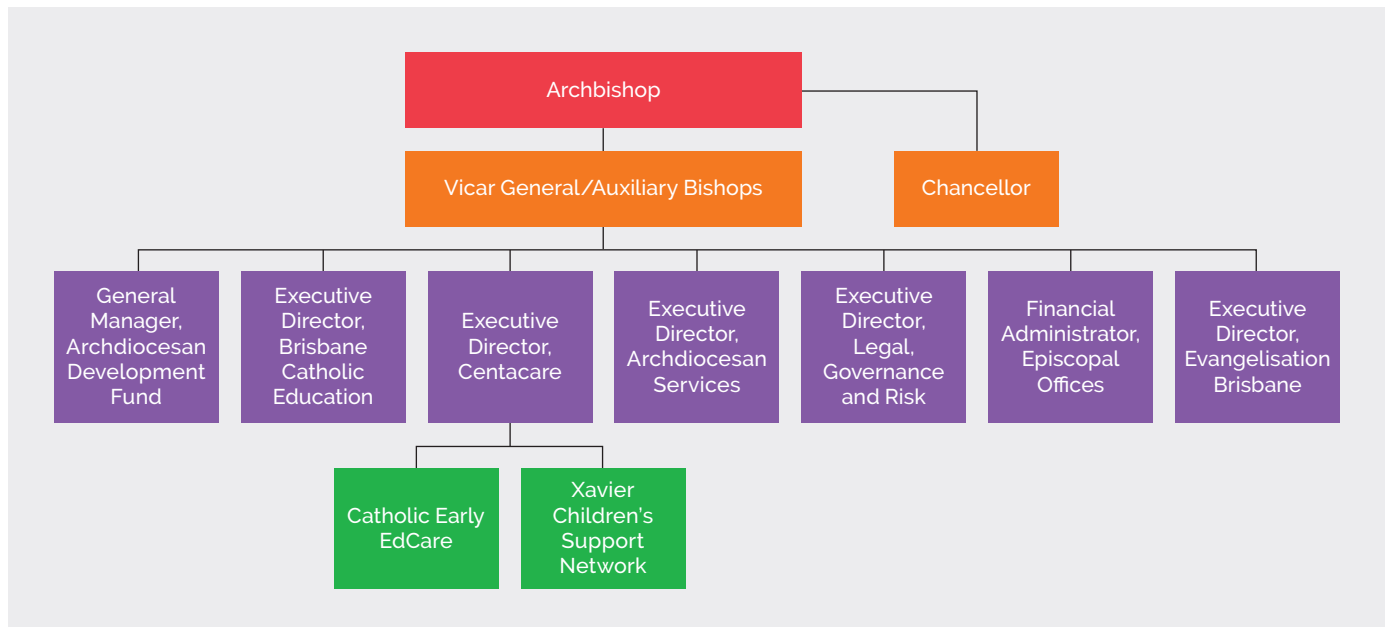 Archbishop
Vicar General/Auxiliary Bishops
Chancellor
General
Manager,
Archdiocesan
Development
Fund
Executive
Director,
Brisbane
Catholic
Education
Executive
Director,
Centacare
Executive
Director,
Archdiocesan
Services
Executive
Director,
Legal,
Governance
and Risk
Financial
Administrator,
Episcopal
Offices
Executive
Director,
Evangelisation
Brisbane
Catholic Early
EdCare
Xavier
Children’s
Support
Network